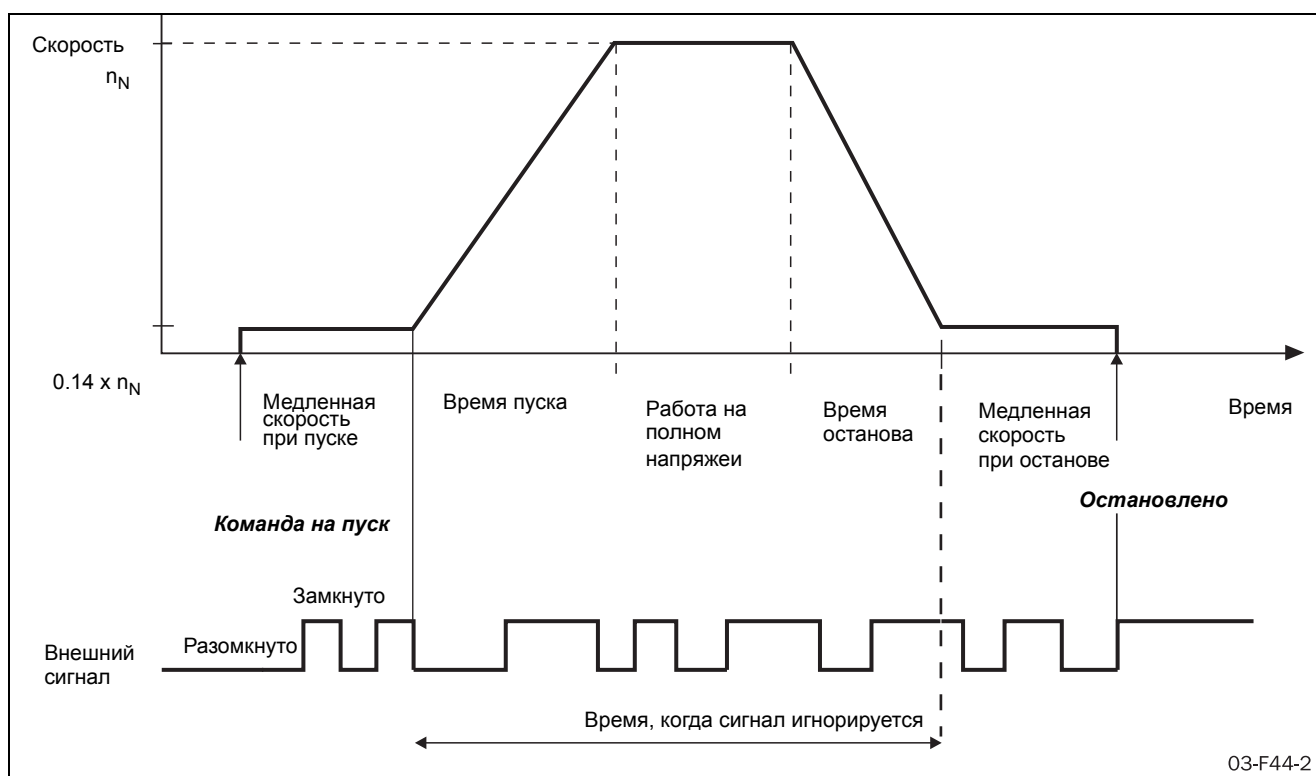 Скорость
n_N
0.14 x n_N
Медленная
скорость
при пуске
Время пуска
Работа на
полном
напряжеи
Время
останова
Медленная
скорость
при останове
Время
Команда на пуск
Остановлено
Замкнуто
Разомкнуто
Внешний
сигнал
Время, когда сигнал игнорируется
03-F44-2